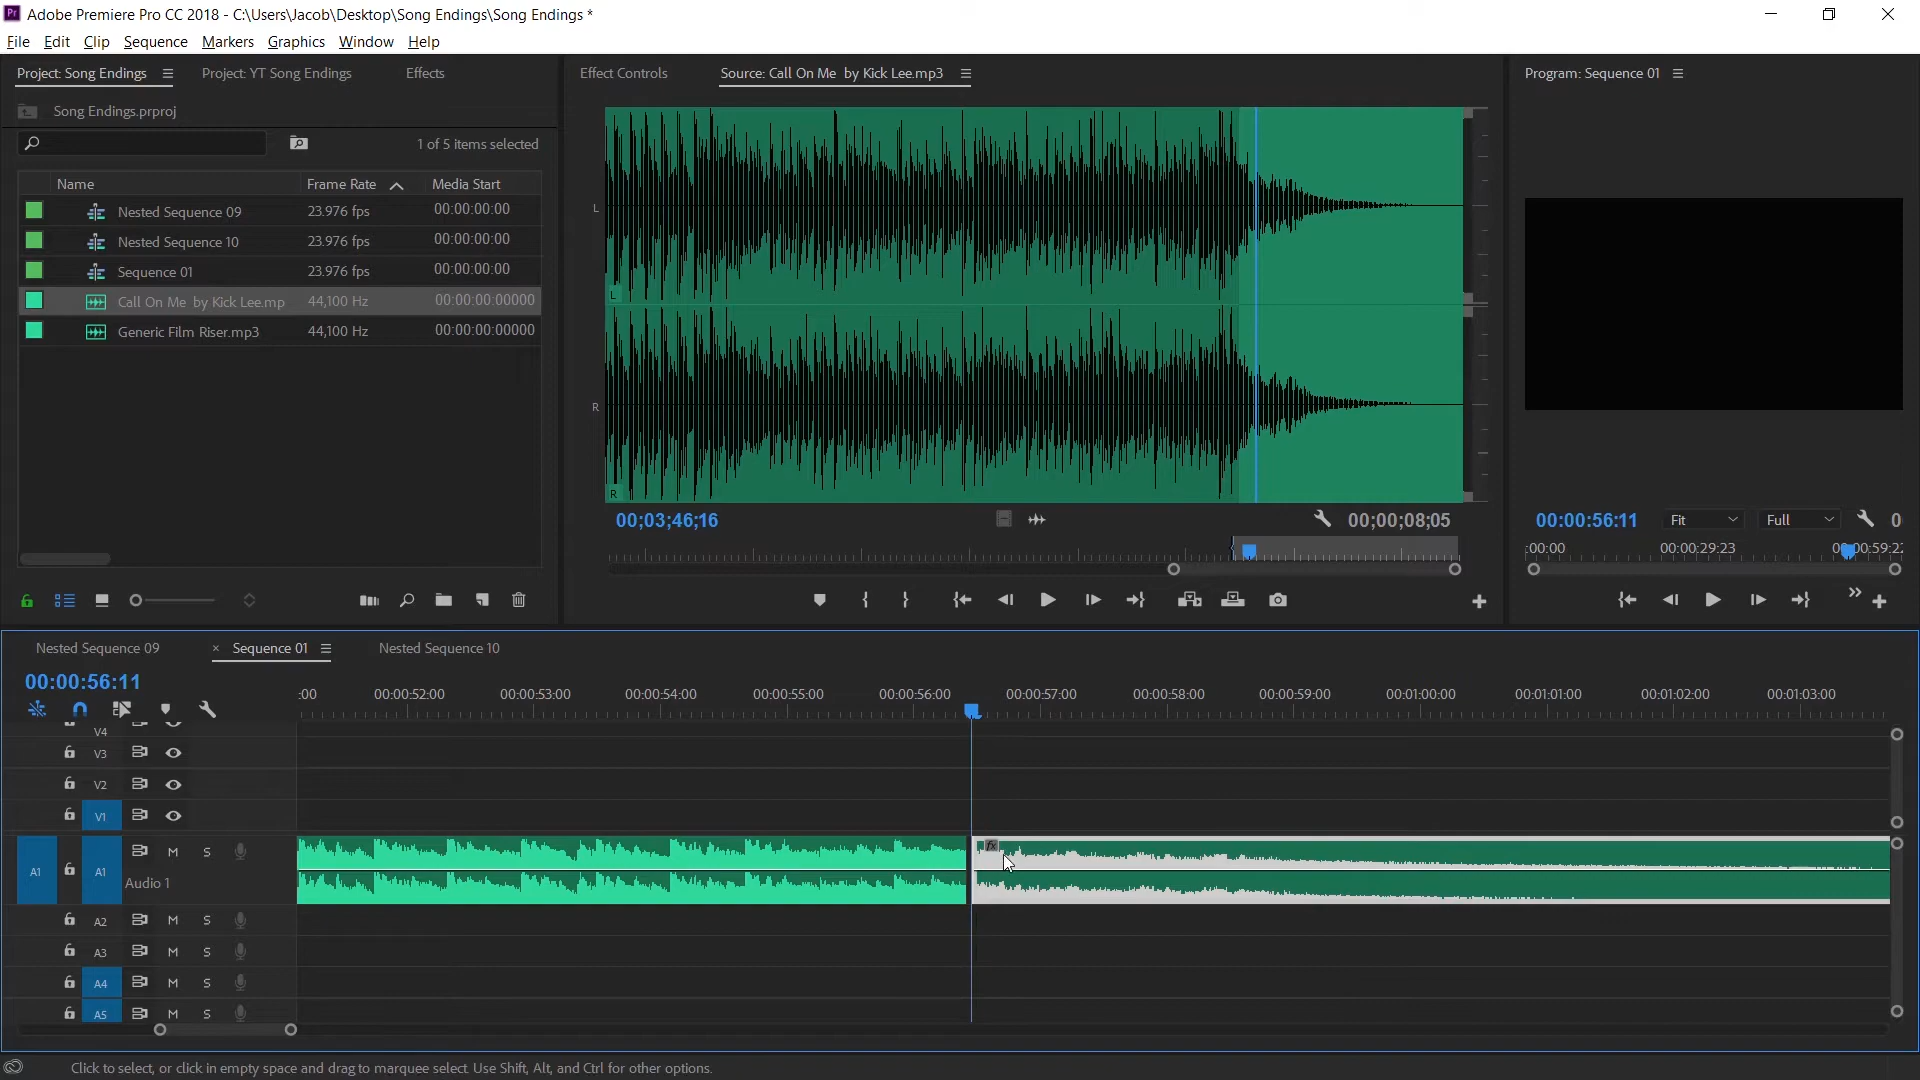 Adobe Premiere Pro CC 2018 - C:\Users\Jacob\Desktop\Song Endings\Song Endings *
File Edit Clip Sequence Markers Graphics Window Help
Project: Song Endings
Project: YT Song Endings
Effects
Song Endings.prproj
1 of 5 items selected
Name Frame Rate Media Start
Nested Sequence 09 23.976 fps 00:00:00:00
Nested Sequence 10 23.976 fps 00:00:00:00
Sequence 01 23.976 fps 00:00:00:00
Call On Me by Kick Lee.mp 44,100 Hz 00:00:00:00000
Generic Film Riser.mp3 44,100 Hz 00:00:00:00000
Effect Controls
Source: Call On Me by Kick Lee.mp3
L
L
R
R
00;03;46;16
00;00;08;05
Program: Sequence 01
00:00:56:11 Fit Full 0
:00:00 00:00:29:23 00:00:59:22
Nested Sequence 09
× Sequence 01
Nested Sequence 10
00:00:56:11
:00 00:00:52:00 00:00:53:00 00:00:54:00 00:00:55:00 00:00:56:00 00:00:57:00 00:00:58:00 00:00:59:00 00:01:00:00 00:01:01:00 00:01:02:00 00:01:03:00
V4
V3
V2
V1
A1 A1 M S
Audio 1
fx
A2 M S
A3 M S
A4 M S
A5 M S
Click to select, or click in empty space and drag to marquee select. Use Shift, Alt, and Ctrl for other options.